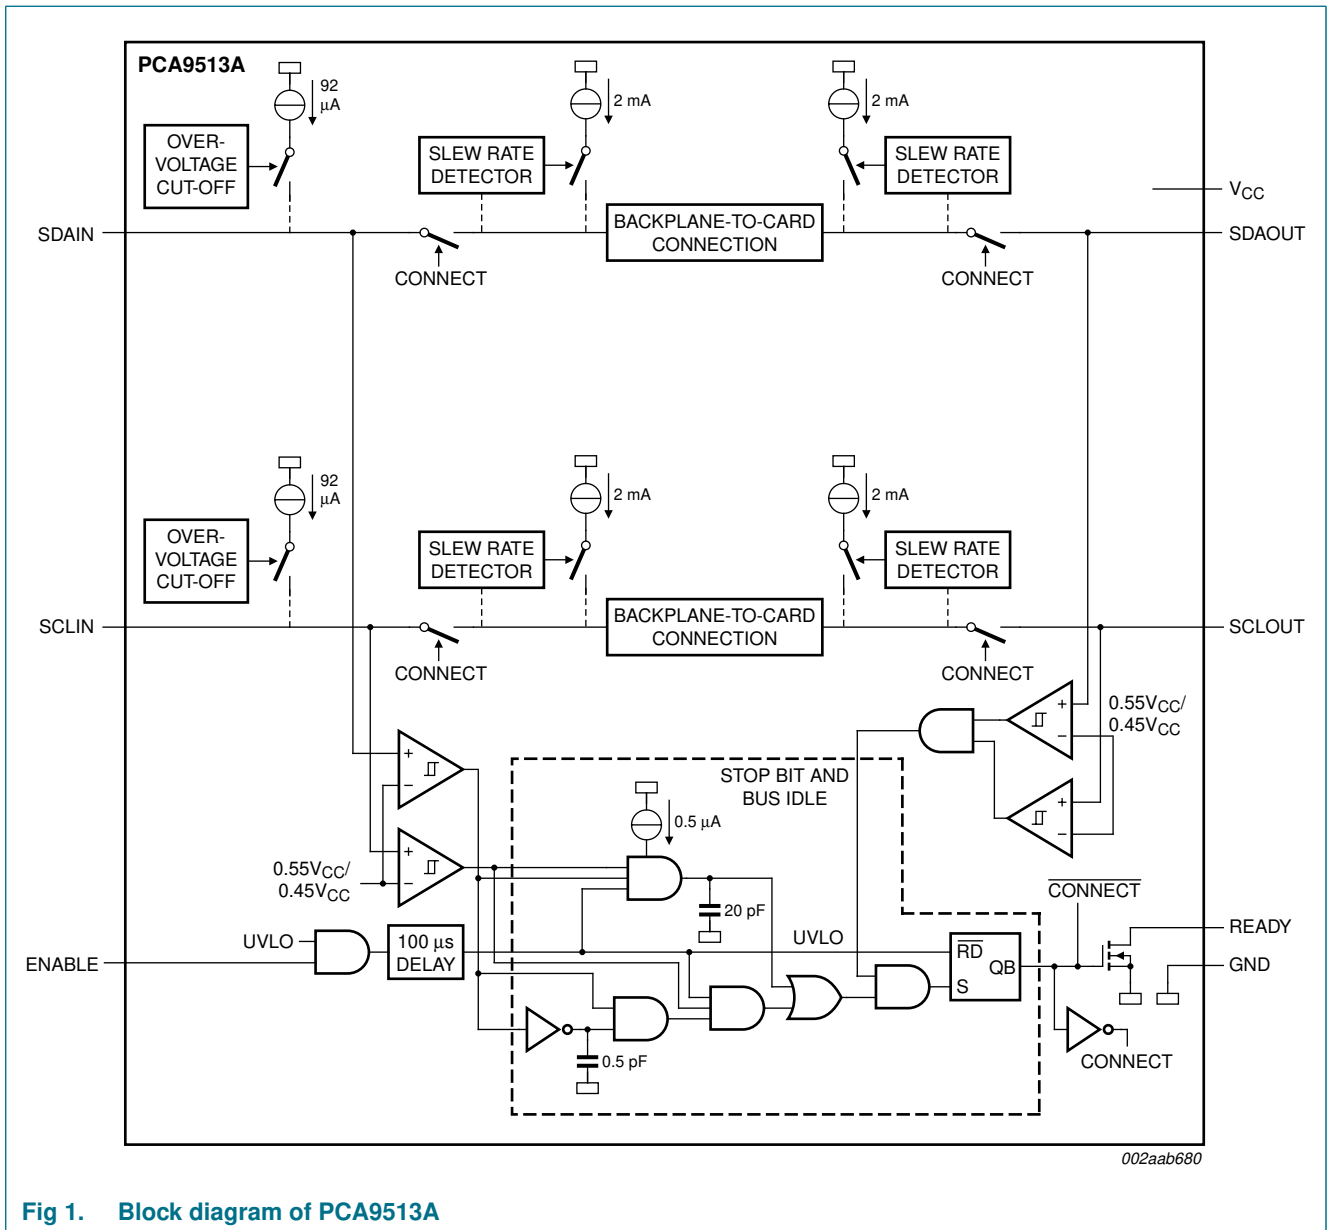 PCA9513A
92
μA
2 mA
2 mA
OVER-
VOLTAGE
CUT-OFF
SLEW RATE
DETECTOR
SLEW RATE
DETECTOR
VCC
SDAIN
BACKPLANE-TO-CARD
CONNECTION
SDAOUT
CONNECT
CONNECT
92
μA
2 mA
2 mA
OVER-
VOLTAGE
CUT-OFF
SLEW RATE
DETECTOR
SLEW RATE
DETECTOR
SCLIN
BACKPLANE-TO-CARD
CONNECTION
SCLOUT
CONNECT
CONNECT
+
−
0.55VCC/
0.45VCC
+
−
STOP BIT AND
BUS IDLE
+
−
0.5 μA
+
−
0.55VCC/
0.45VCC
CONNECT
20 pF
UVLO
100 μs
DELAY
UVLO
READY
ENABLE
RD
QB
S
GND
0.5 pF
CONNECT
002aab680
Fig 1. Block diagram of PCA9513A